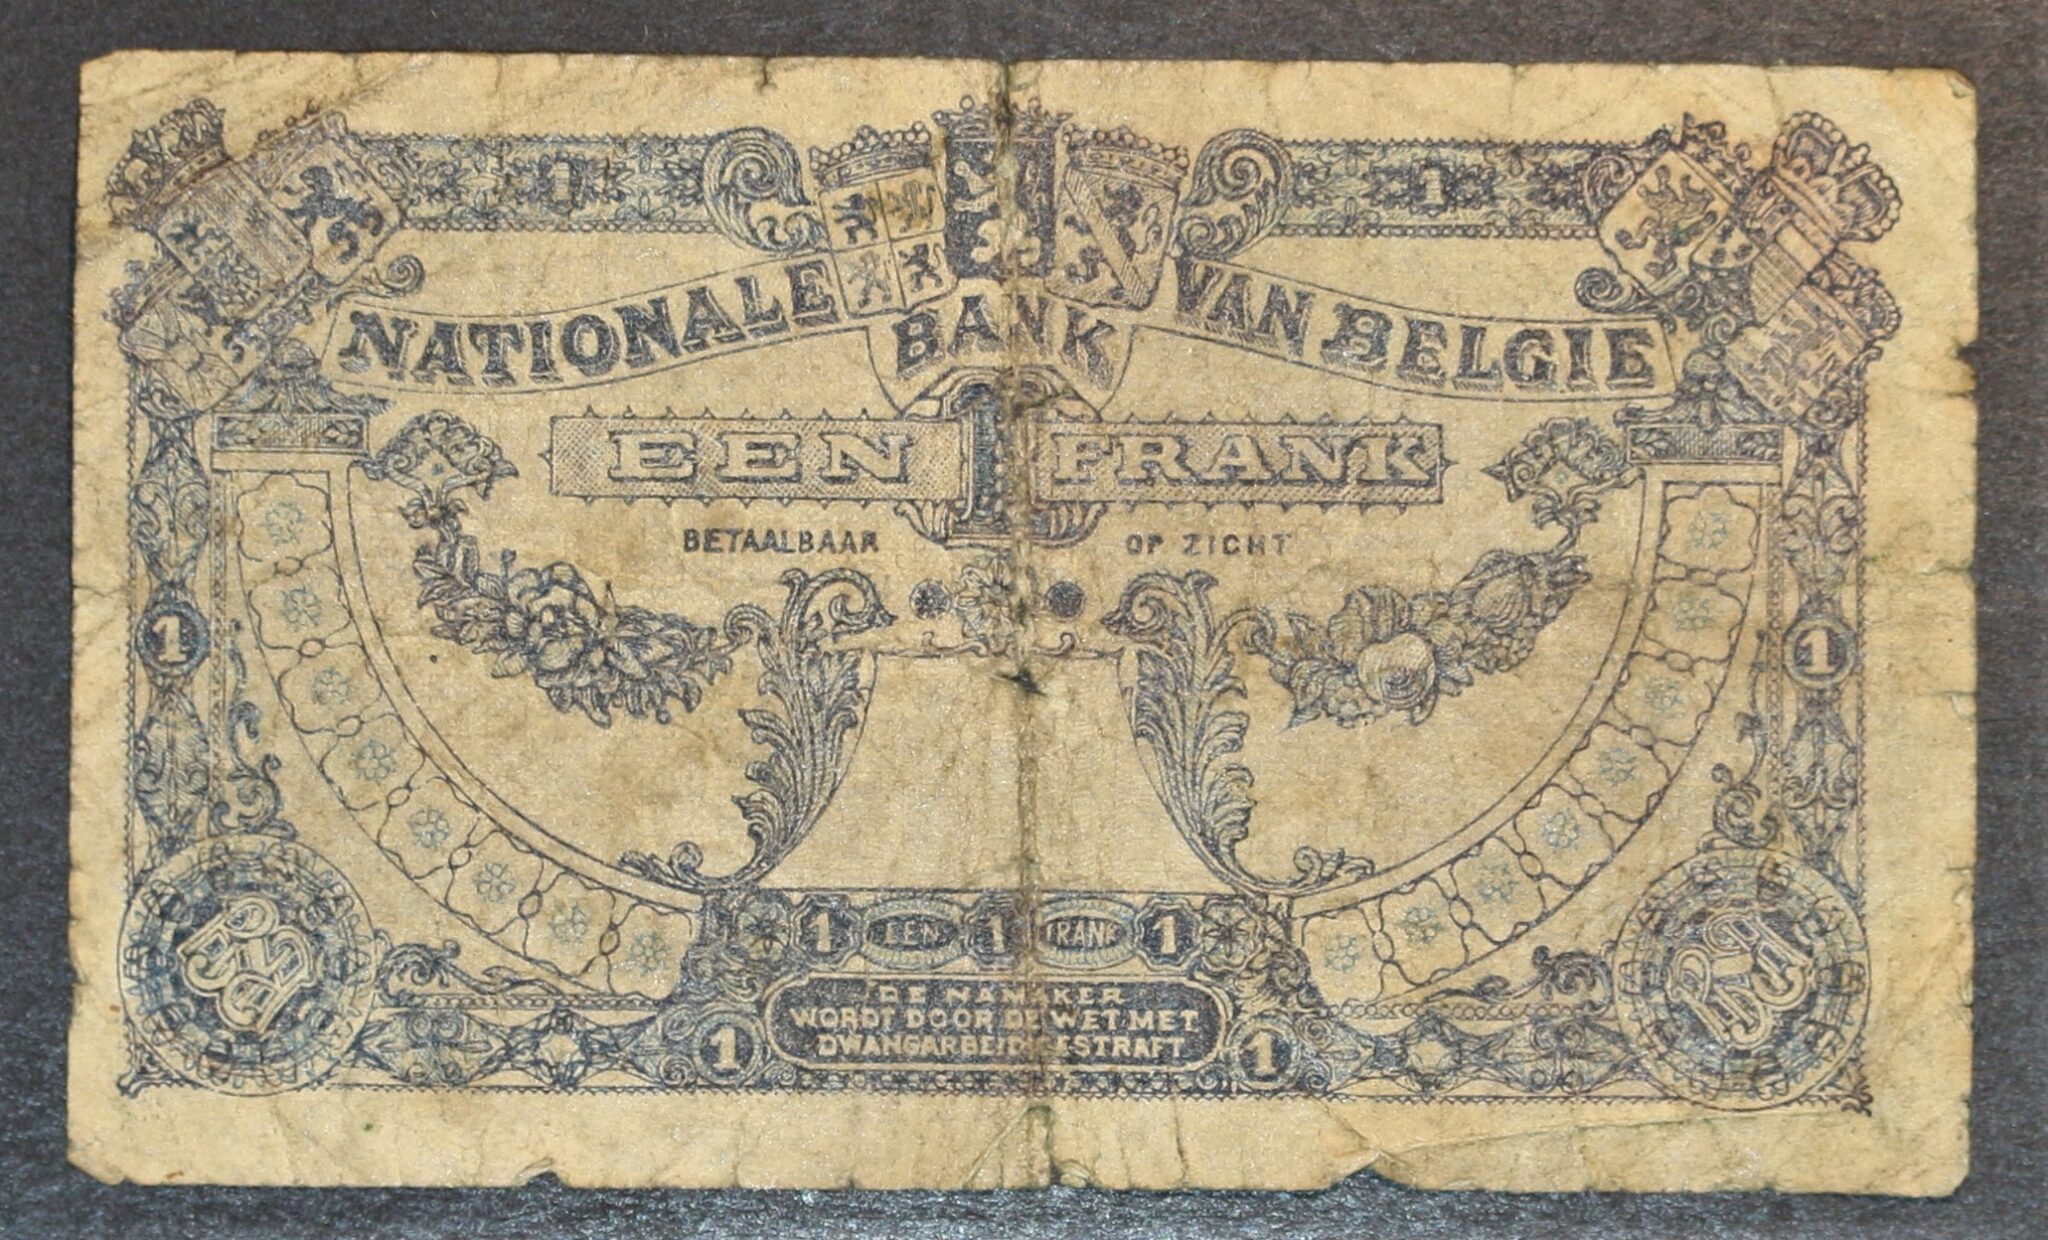 1 1
NATIONALE BANK VAN BELGIE
EEN 1 FRANK
BETAALBAAR OP ZICHT
1 1
1 EEN 1 FRANK 1
DE NAMAKER
WORDT DOOR DE WET MET
DWANGARBEID GESTRAFT
1 1